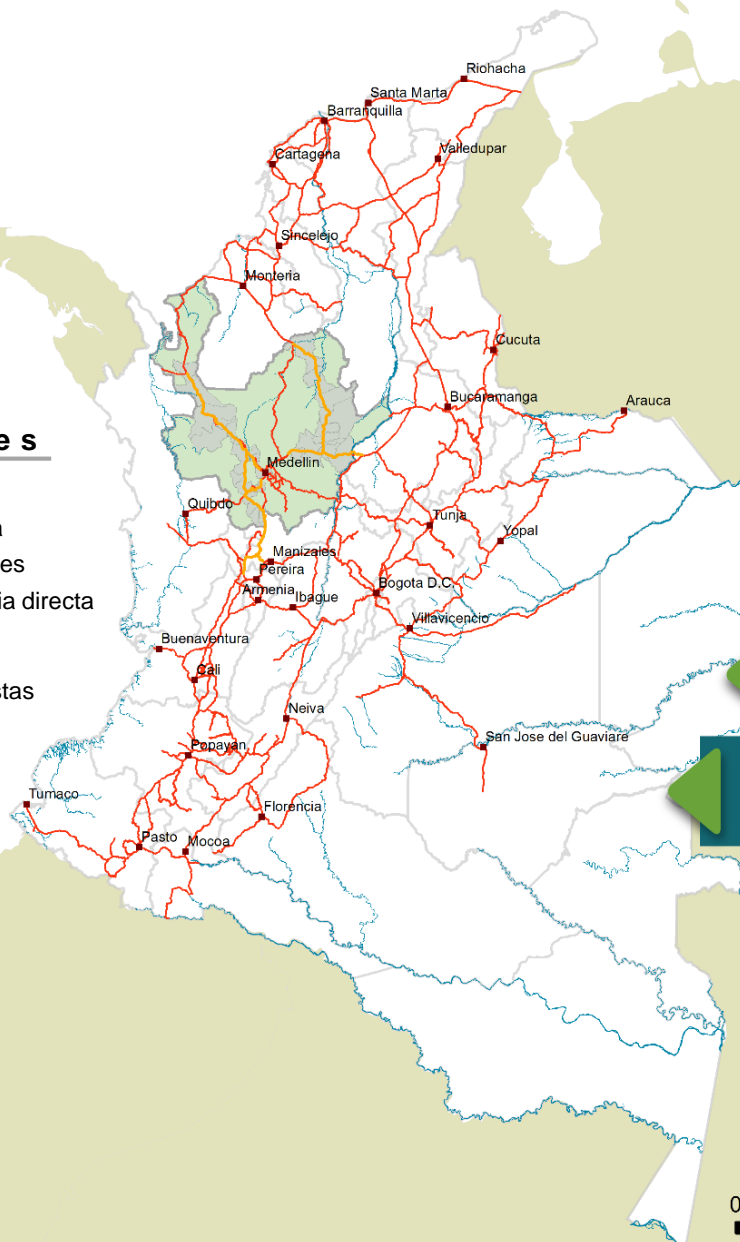 Riohacha
Santa Marta
Barranquilla
Cartagena
Valledupar
Sincelejo
Monteria
Cucuta
Bucaramanga
Arauca
e s
Medellin
Quibdo
Tunja
a
Yopal
Manizales
es
Pereira
Bogota D.C.
Armenia
Ibague
ia directa
Villavicencio
Buenaventura
Cali
stas
Neiva
San Jose del Guaviare
Popayan
Tumaco
Florencia
Pasto
Mocoa
0